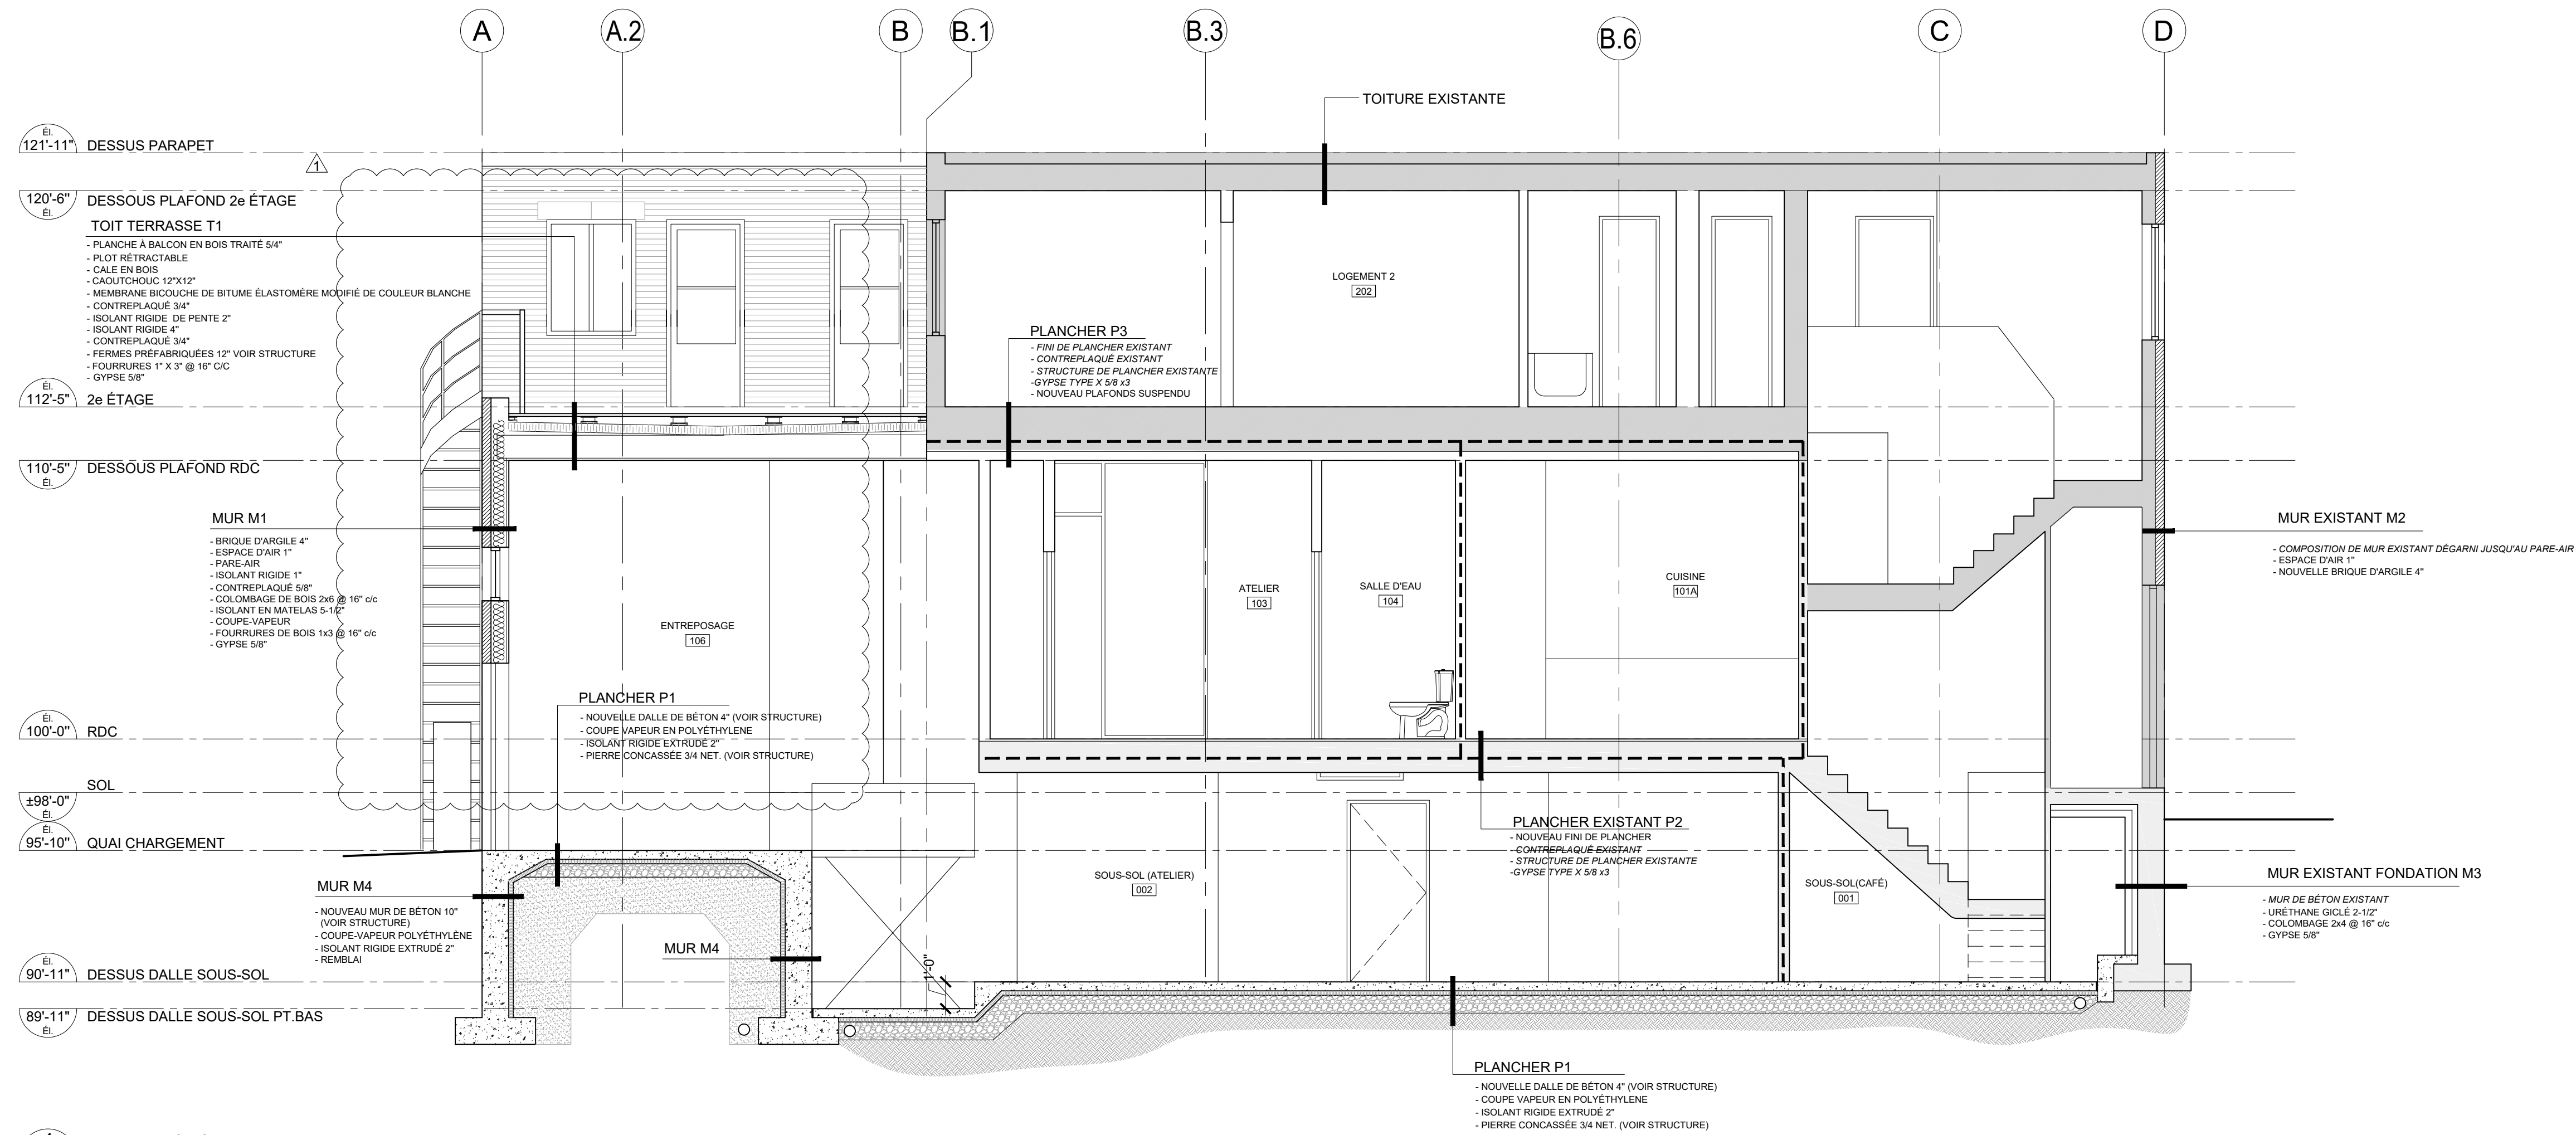 A
A.2
B
B.1
B.3
B.6
C
D
TOITURE EXISTANTE
Él.
121'-11"
DESSUS PARAPET
1
120'-6"
Él.
DESSOUS PLAFOND 2e ÉTAGE
TOIT TERRASSE T1
- PLANCHE À BALCON EN BOIS TRAITÉ 5/4"
- PLOT RÉTRACTABLE
- CALE EN BOIS
- CAOUTCHOUC 12"X12"
- MEMBRANE BICOUCHE DE BITUME ÉLASTOMÈRE MODIFIÉ DE COULEUR BLANCHE
- CONTREPLAQUÉ 3/4"
- ISOLANT RIGIDE DE PENTE 2"
- ISOLANT RIGIDE 4"
- CONTREPLAQUÉ 3/4"
- FERMES PRÉFABRIQUÉES 12" VOIR STRUCTURE
- FOURRURES 1" X 3" @ 16" C/C
- GYPSE 5/8"
LOGEMENT 2
202
PLANCHER P3
- FINI DE PLANCHER EXISTANT
- CONTREPLAQUÉ EXISTANT
- STRUCTURE DE PLANCHER EXISTANTE
-GYPSE TYPE X 5/8 x3
- NOUVEAU PLAFONDS SUSPENDU
Él.
112'-5"
2e ÉTAGE
110'-5"
Él.
DESSOUS PLAFOND RDC
MUR M1
- BRIQUE D'ARGILE 4"
- ESPACE D'AIR 1"
- PARE-AIR
- ISOLANT RIGIDE 1"
- CONTREPLAQUÉ 5/8"
- COLOMBAGE DE BOIS 2x6 @ 16" c/c
- ISOLANT EN MATELAS 5-1/2"
- COUPE-VAPEUR
- FOURRURES DE BOIS 1x3 @ 16" c/c
- GYPSE 5/8"
MUR EXISTANT M2
- COMPOSITION DE MUR EXISTANT DÉGARNI JUSQU'AU PARE-AIR
- ESPACE D'AIR 1"
- NOUVELLE BRIQUE D'ARGILE 4"
ENTREPOSAGE
106
ATELIER
103
SALLE D'EAU
104
CUISINE
101A
PLANCHER P1
- NOUVELLE DALLE DE BÉTON 4" (VOIR STRUCTURE)
- COUPE VAPEUR EN POLYÉTHYLENE
- ISOLANT RIGIDE EXTRUDÉ 2"
- PIERRE CONCASSÉE 3/4 NET. (VOIR STRUCTURE)
Él.
100'-0"
RDC
SOL
±98'-0"
Él.
Él.
95'-10"
QUAI CHARGEMENT
PLANCHER EXISTANT P2
- NOUVEAU FINI DE PLANCHER
- CONTREPLAQUÉ EXISTANT
- STRUCTURE DE PLANCHER EXISTANTE
-GYPSE TYPE X 5/8 x3
SOUS-SOL (ATELIER)
002
SOUS-SOL(CAFÉ)
001
MUR M4
- NOUVEAU MUR DE BÉTON 10"
(VOIR STRUCTURE)
- COUPE-VAPEUR POLYÉTHYLÈNE
- ISOLANT RIGIDE EXTRUDÉ 2"
- REMBLAI
MUR M4
1'-0"
MUR EXISTANT FONDATION M3
- MUR DE BÉTON EXISTANT
- URÉTHANE GICLÉ 2-1/2"
- COLOMBAGE 2x4 @ 16" c/c
- GYPSE 5/8"
Él.
90'-11"
DESSUS DALLE SOUS-SOL
89'-11"
Él.
DESSUS DALLE SOUS-SOL PT.BAS
PLANCHER P1
- NOUVELLE DALLE DE BÉTON 4" (VOIR STRUCTURE)
- COUPE VAPEUR EN POLYÉTHYLENE
- ISOLANT RIGIDE EXTRUDÉ 2"
- PIERRE CONCASSÉE 3/4 NET. (VOIR STRUCTURE)